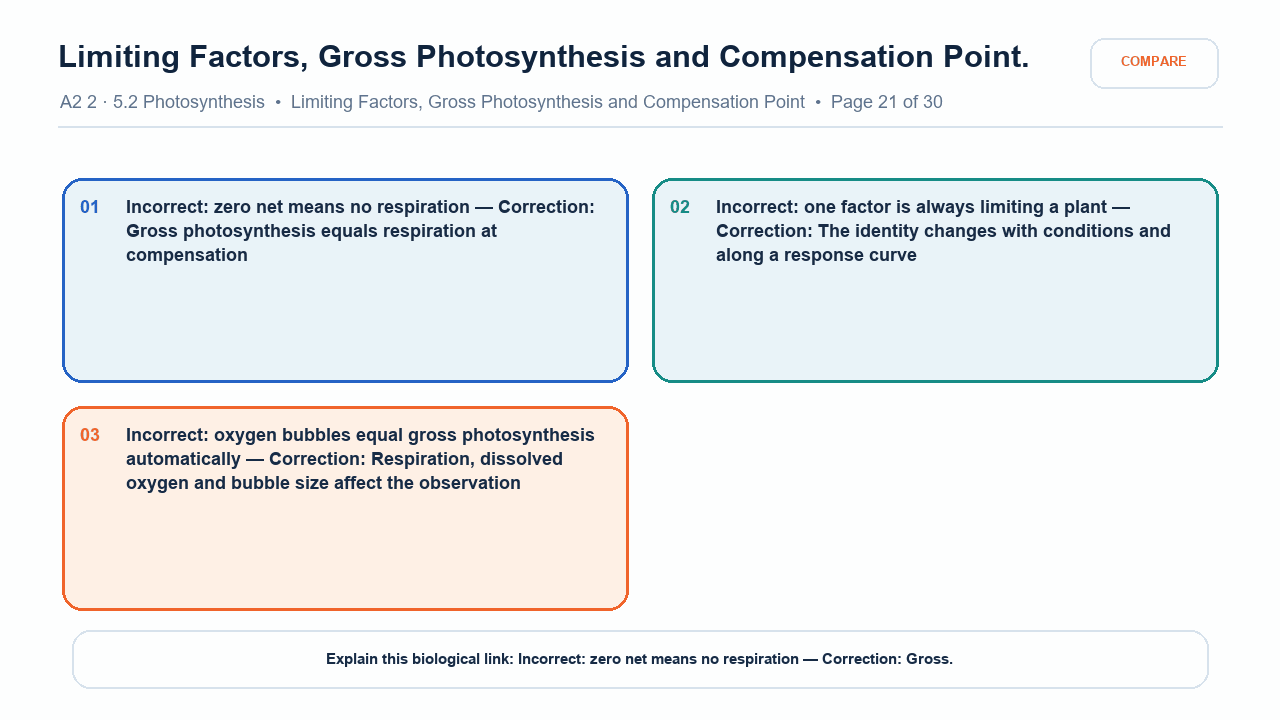 Limiting Factors, Gross Photosynthesis and Compensation Point.
COMPARE
A2 2 · 5.2 Photosynthesis • Limiting Factors, Gross Photosynthesis and Compensation Point • Page 21 of 30
01
Incorrect: zero net means no respiration — Correction:
Gross photosynthesis equals respiration at
compensation
02
Incorrect: one factor is always limiting a plant —
Correction: The identity changes with conditions and
along a response curve
03
Incorrect: oxygen bubbles equal gross photosynthesis
automatically — Correction: Respiration, dissolved
oxygen and bubble size affect the observation
Explain this biological link: Incorrect: zero net means no respiration — Correction: Gross.